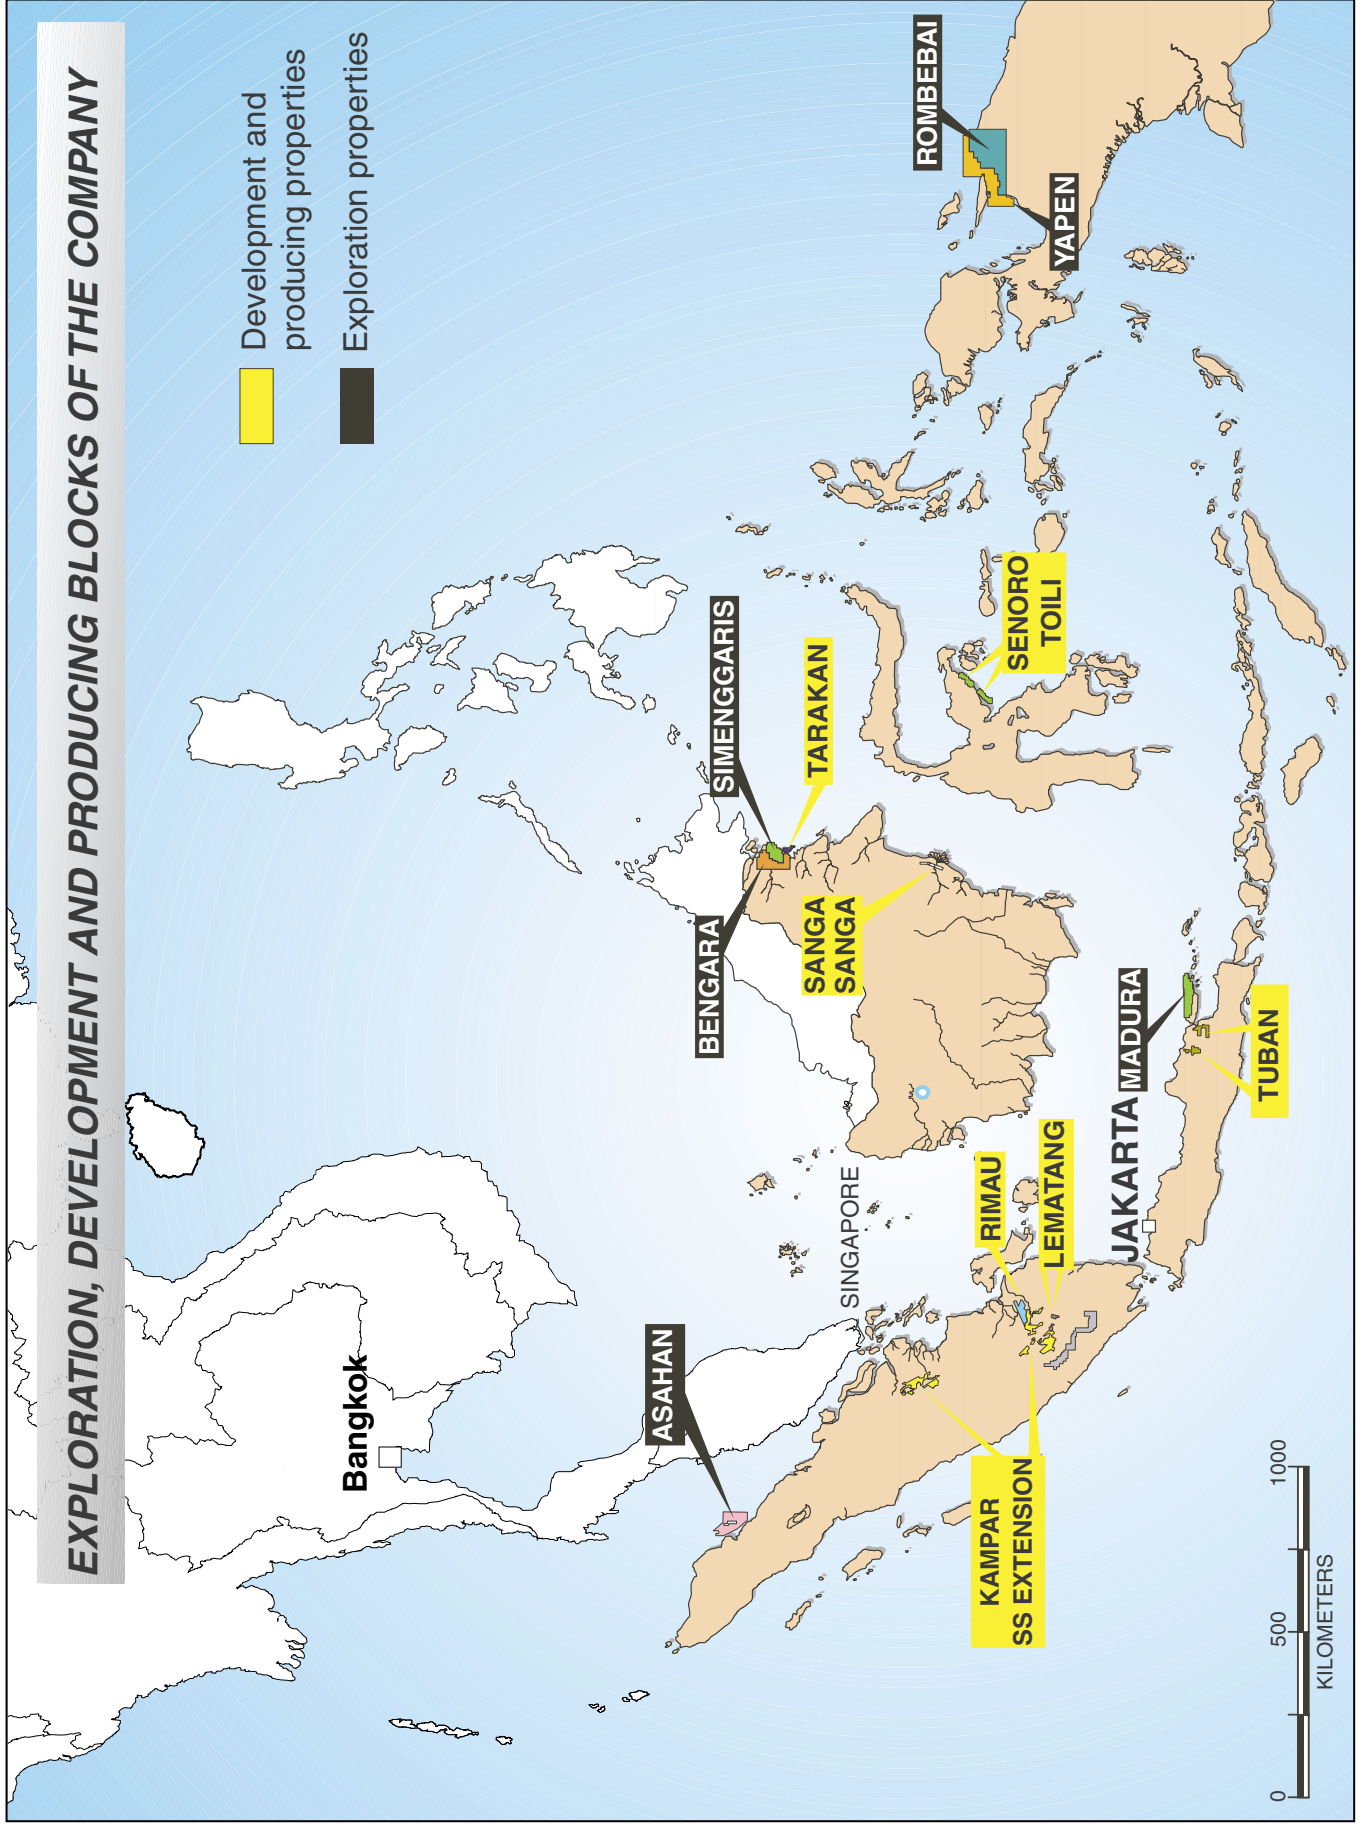 EXPLORATION, DEVELOPMENT AND PRODUCING BLOCKS OF THE COMPANY
Development and
producing properties
Exploration properties
Bangkok
ASAHAN
SINGAPORE
BENGARA
SIMENGGARIS
TARAKAN
SANGA
SANGA
SENORO
TOILI
ROMBEBAI
YAPEN
KAMPAR
SS EXTENSION
RIMAU
LEMATANG
JAKARTA
MADURA
TUBAN
0
500
1000
KILOMETERS